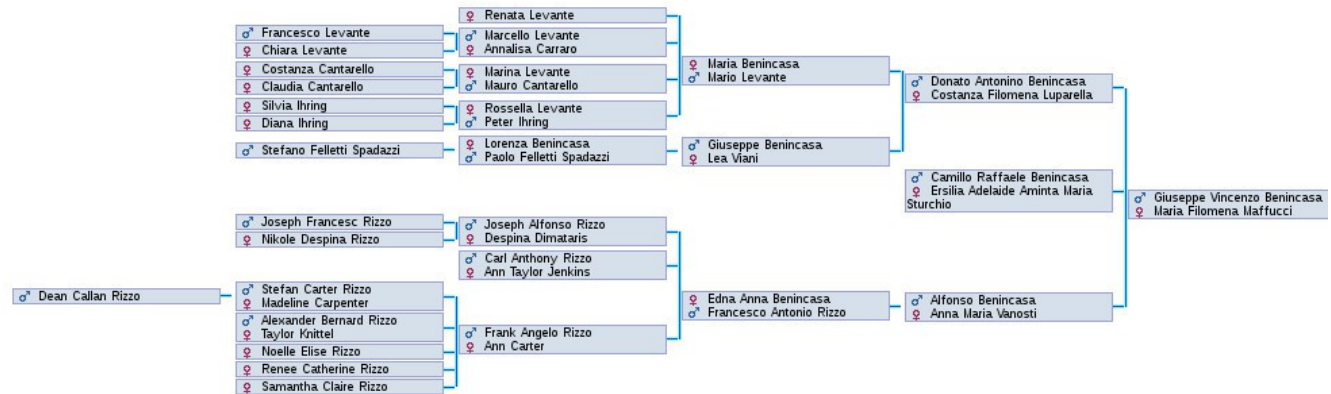 ♀ Renata Levante
♂ Francesco Levante
♀ Chiara Levante
♂ Marcello Levante
♀ Annalisa Carraro
♀ Costanza Cantarello
♀ Claudia Cantarello
♀ Marina Levante
♂ Mauro Cantarello
♀ Silvia Ihring
♀ Diana Ihring
♀ Rossella Levante
♂ Peter Ihring
♀ Maria Benincasa
♂ Mario Levante
♂ Stefano Felletti Spadazzi
♀ Lorenza Benincasa
♂ Paolo Felletti Spadazzi
♂ Giuseppe Benincasa
♀ Lea Viani
♂ Donato Antonino Benincasa
♀ Costanza Filomena Luparella
♂ Camillo Raffaele Benincasa
♀ Ersilia Adelaide Aminta Maria
Sturchio
♂ Giuseppe Vincenzo Benincasa
♀ Maria Filomena Maffucci
♂ Joseph Francesc Rizzo
♀ Nikole Despina Rizzo
♂ Joseph Alfonso Rizzo
♀ Despina Dimataris
♂ Carl Anthony Rizzo
♀ Ann Taylor Jenkins
♂ Dean Callan Rizzo
♂ Stefan Carter Rizzo
♀ Madeline Carpenter
♂ Alexander Bernard Rizzo
♀ Taylor Knittel
♀ Noelle Elise Rizzo
♀ Renee Catherine Rizzo
♀ Samantha Claire Rizzo
♂ Frank Angelo Rizzo
♀ Ann Carter
♀ Edna Anna Benincasa
♂ Francesco Antonio Rizzo
♂ Alfonso Benincasa
♀ Anna Maria Vanosti